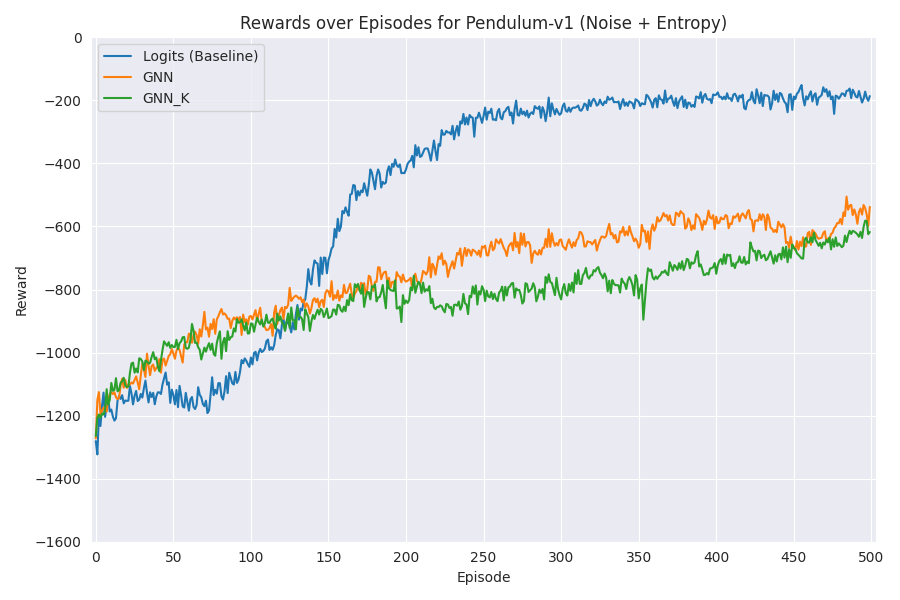 Rewards over Episodes for Pendulum-v1 (Noise + Entropy)
Logits (Baseline)
GNN
GNN_K
Reward
0
−200
−400
−600
−800
−1000
−1200
−1400
−1600
0 50 100 150 200 250 300 350 400 450 500
Episode